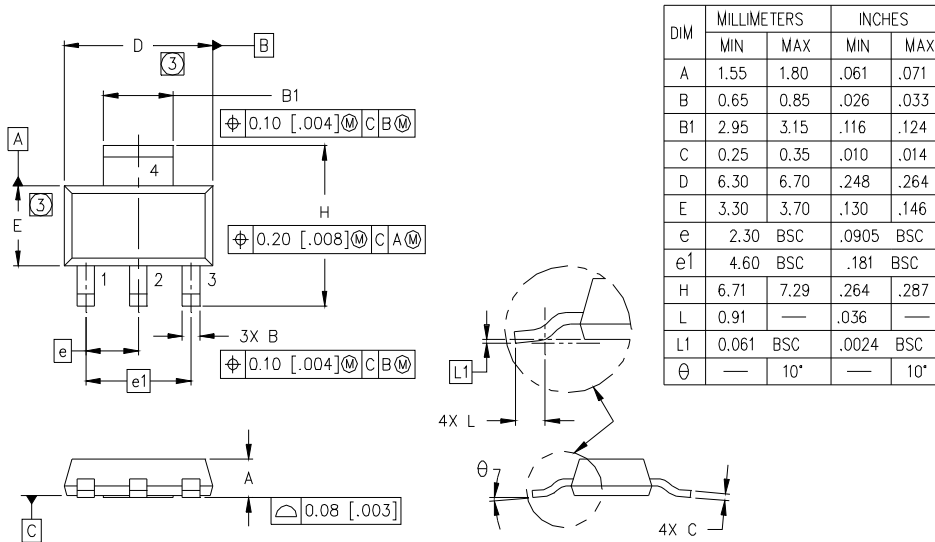 D
B
③
B1
⌖ 0.10 [.004]Ⓜ C BⓂ
A
4
③
E
H
⌖ 0.20 [.008]Ⓜ C AⓂ
1 2 3
3X B
e
⌖ 0.10 [.004]Ⓜ C BⓂ
e1
L1
4X L
A
θ
⌓ 0.08 [.003]
C
4X C
DIM MILLIMETERS INCHES
MIN MAX MIN MAX
A 1.55 1.80 .061 .071
B 0.65 0.85 .026 .033
B1 2.95 3.15 .116 .124
C 0.25 0.35 .010 .014
D 6.30 6.70 .248 .264
E 3.30 3.70 .130 .146
e 2.30 BSC .0905 BSC
e1 4.60 BSC .181 BSC
H 6.71 7.29 .264 .287
L 0.91 — .036 —
L1 0.061 BSC .0024 BSC
θ — 10° — 10°